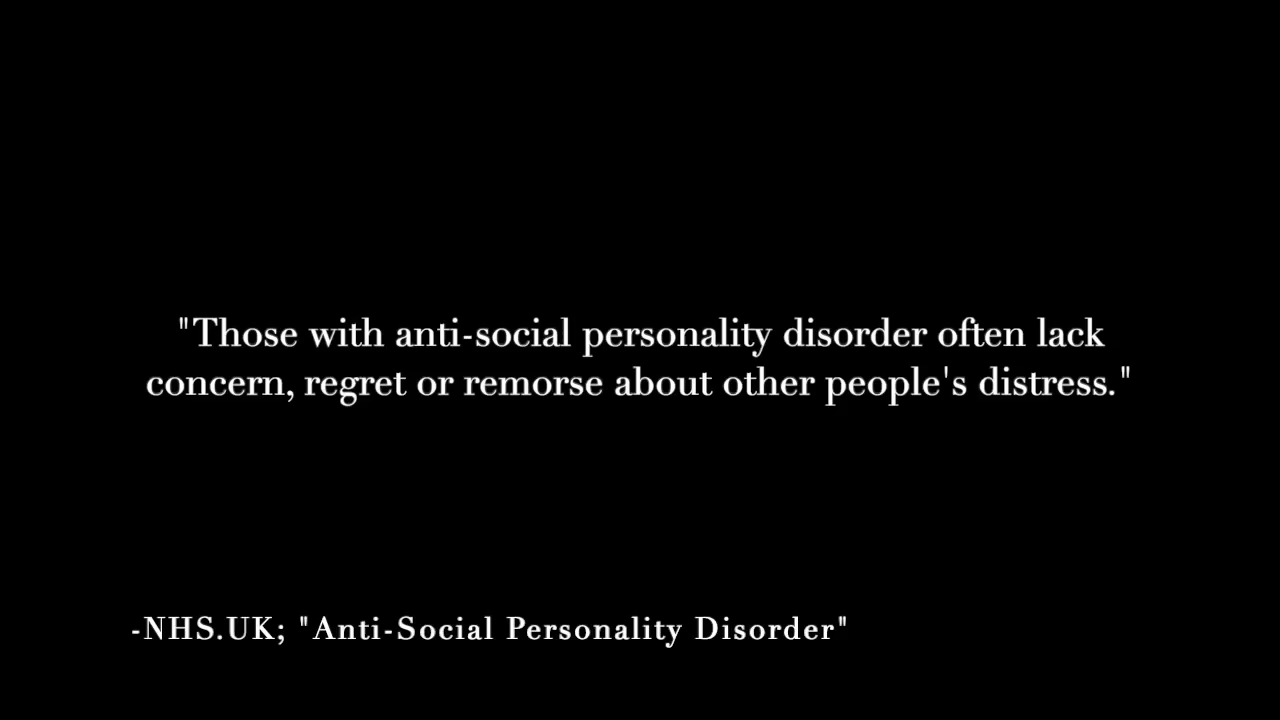 "Those with anti-social personality disorder often lack
concern, regret or remorse about other people's distress."
-NHS.UK; "Anti-Social Personality Disorder"